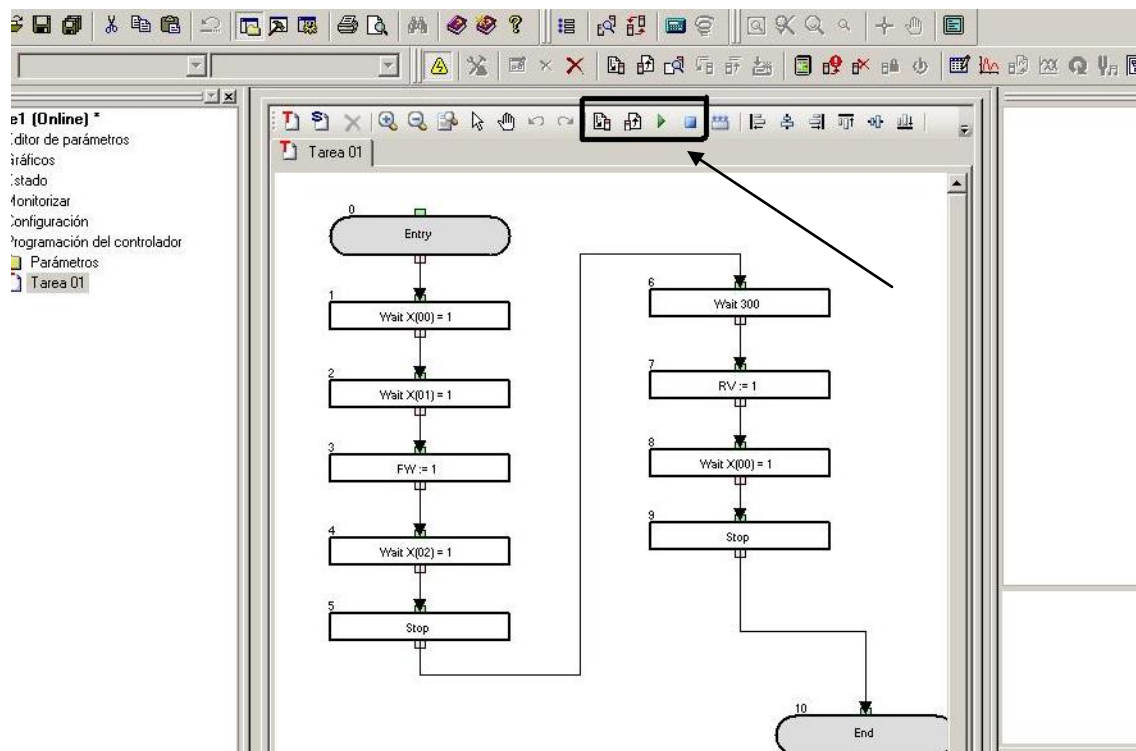 e1 (Online) *
ditor de parámetros
ráficos
stado
Monitorizar
Configuración
Programación del controlador
Parámetros
Tarea 01
Tarea 01
0
Entry
1
Wait X(00) = 1
2
Wait X(01) = 1
3
FW := 1
4
Wait X(02) = 1
5
Stop
6
Wait 300
7
RV := 1
8
Wait X(00) = 1
9
Stop
10
End